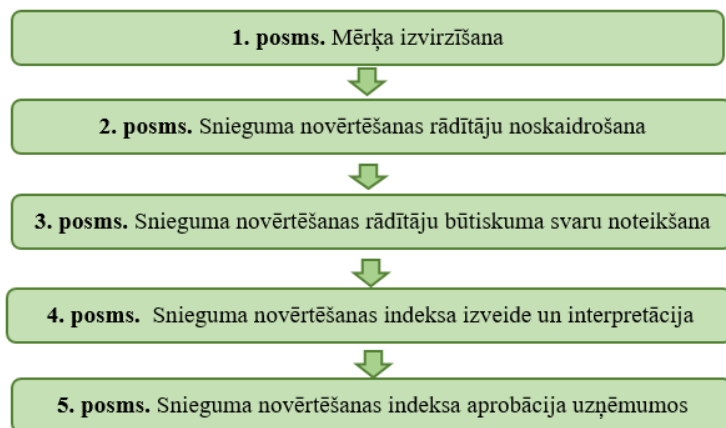 1. posms. Mērķa izvirzīšana
2. posms. Snieguma novērtēšanas rādītāju noskaidrošana
3. posms. Snieguma novērtēšanas rādītāju būtiskuma svaru noteikšana
4. posms. Snieguma novērtēšanas indeksa izveide un interpretācija
5. posms. Snieguma novērtēšanas indeksa aprobācija uzņēmumos